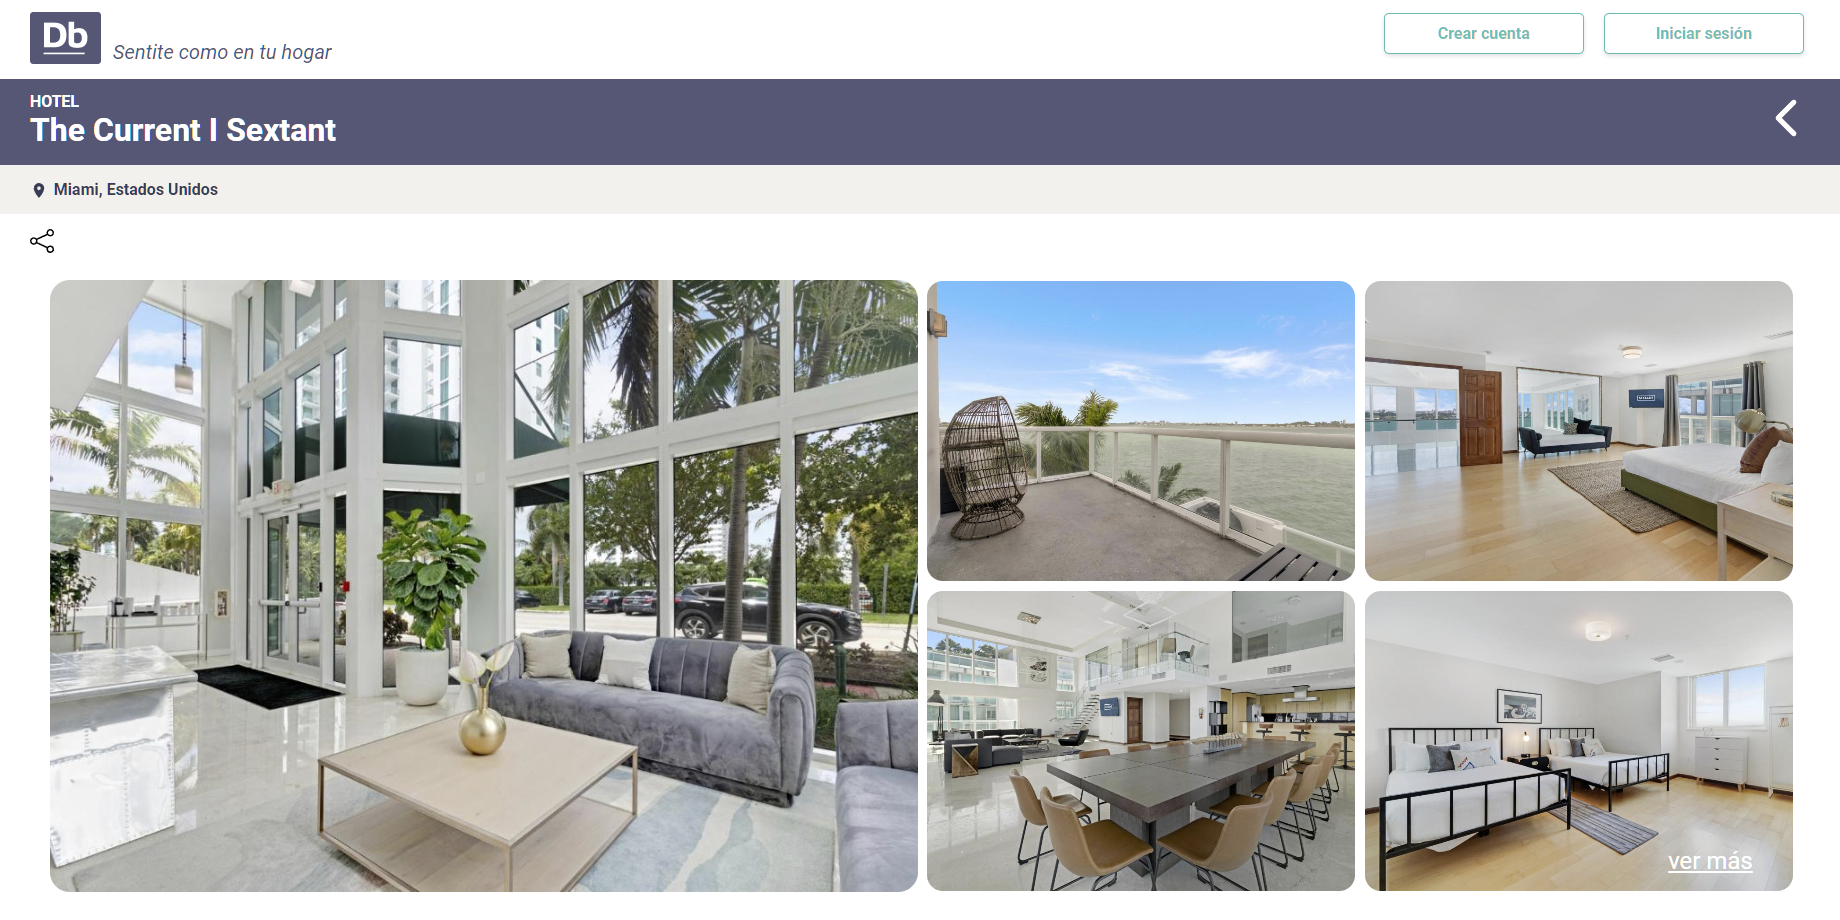 Db
Sentite como en tu hogar
Crear cuenta
Iniciar sesión
HOTEL
The Current I Sextant
Miami, Estados Unidos
ver más